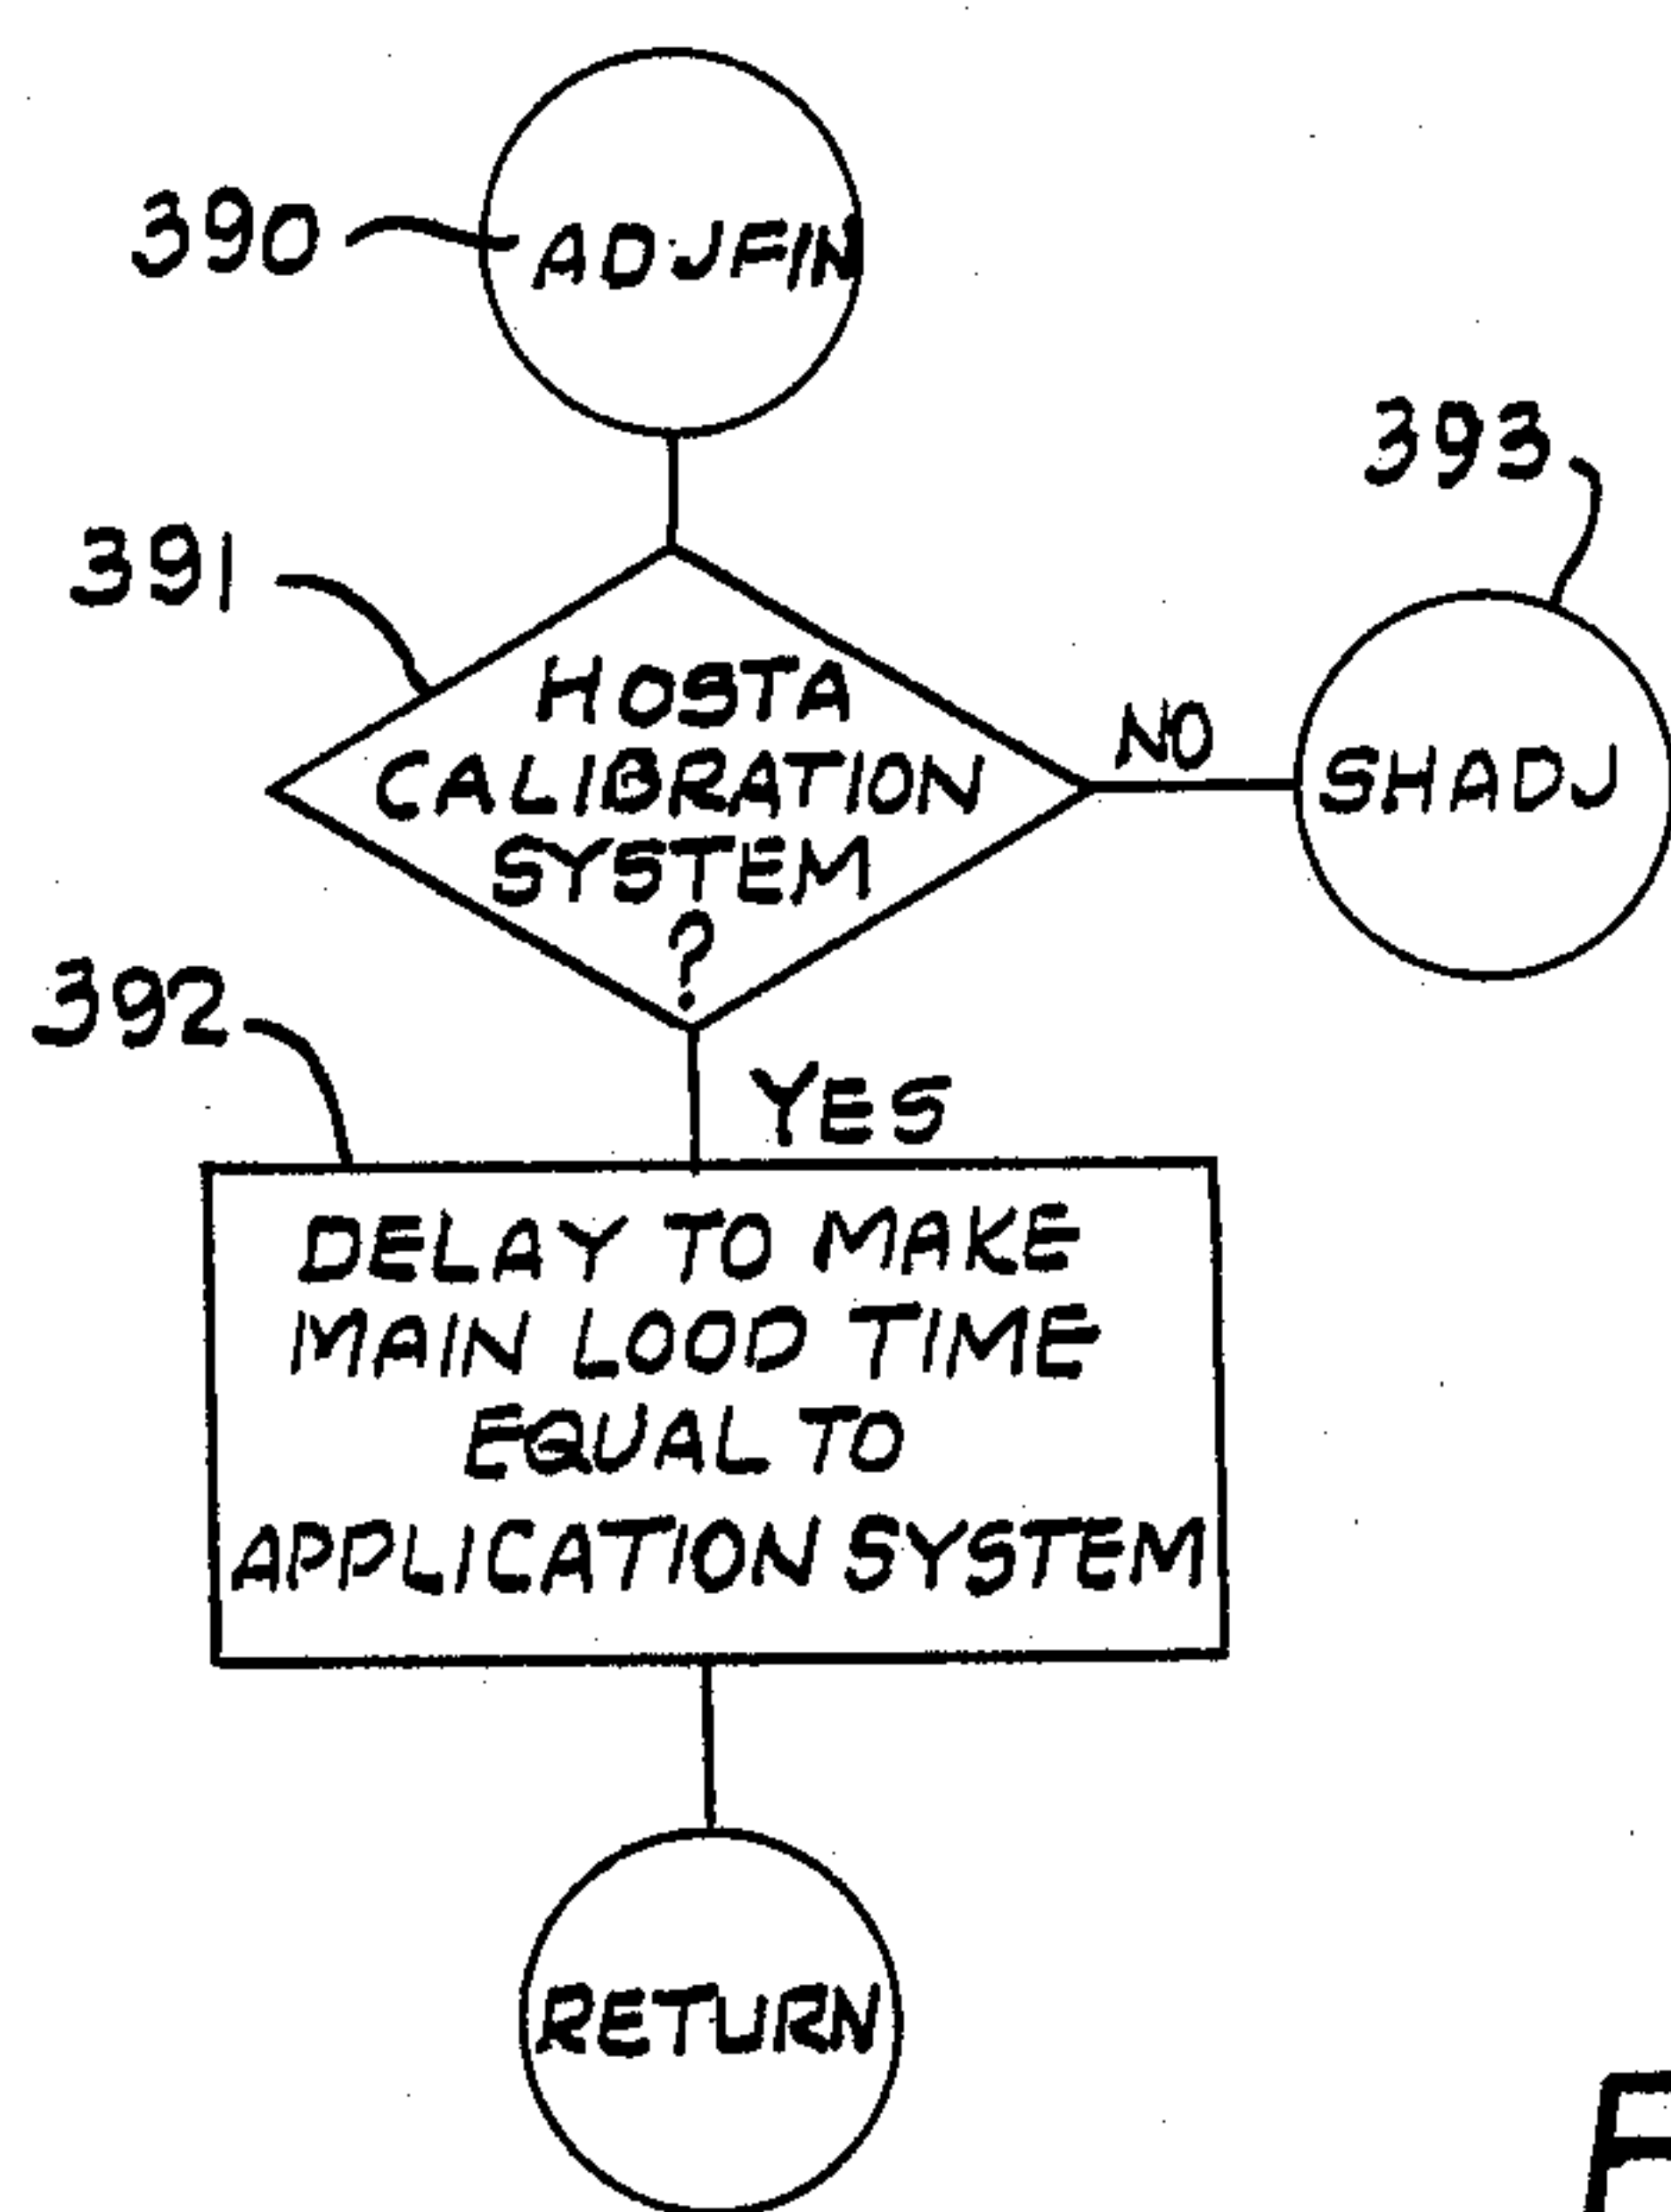 390
ADJFIN
391
HOSTA
CALIBRATION
SYSTEM
?
NO
393
SHADJ
YES
392
DELAY TO MAKE
MAIN LOOD TIME
EQUAL TO
APPLICATION SYSTEM
RETURN